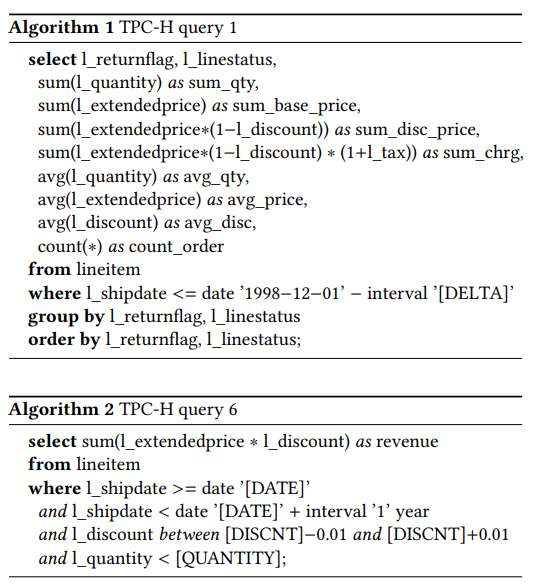 Algorithm 1 TPC-H query 1
select l_returnflag, l_linestatus,
sum(l_quantity) as sum_qty,
sum(l_extendedprice) as sum_base_price,
sum(l_extendedprice*(1−l_discount)) as sum_disc_price,
sum(l_extendedprice*(1−l_discount) * (1+l_tax)) as sum_chrg,
avg(l_quantity) as avg_qty,
avg(l_extendedprice) as avg_price,
avg(l_discount) as avg_disc,
count(*) as count_order
from lineitem
where l_shipdate <= date '1998−12−01' − interval '[DELTA]'
group by l_returnflag, l_linestatus
order by l_returnflag, l_linestatus;
Algorithm 2 TPC-H query 6
select sum(l_extendedprice * l_discount) as revenue
from lineitem
where l_shipdate >= date '[DATE]'
and l_shipdate < date '[DATE]' + interval '1' year
and l_discount between [DISCNT]−0.01 and [DISCNT]+0.01
and l_quantity < [QUANTITY];